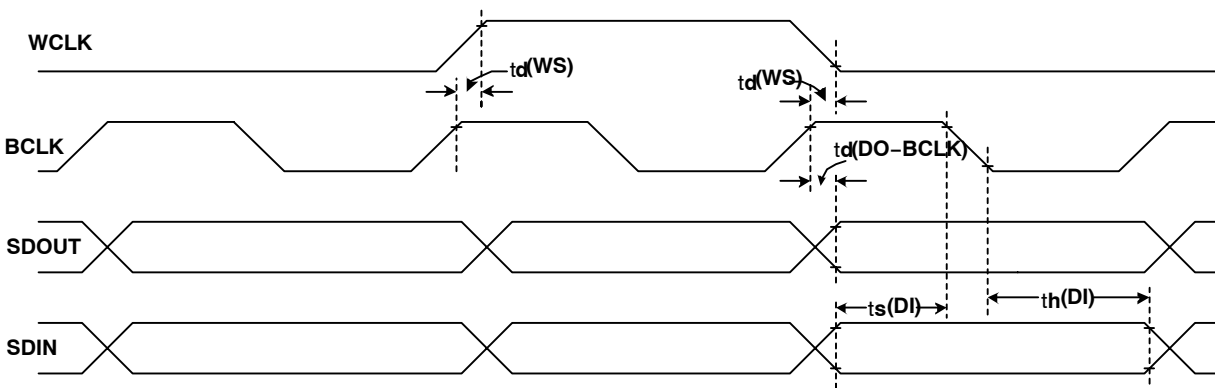 WCLK
td(WS)
td(WS)
BCLK
td(DO−BCLK)
SDOUT
ts(DI)
th(DI)
SDIN